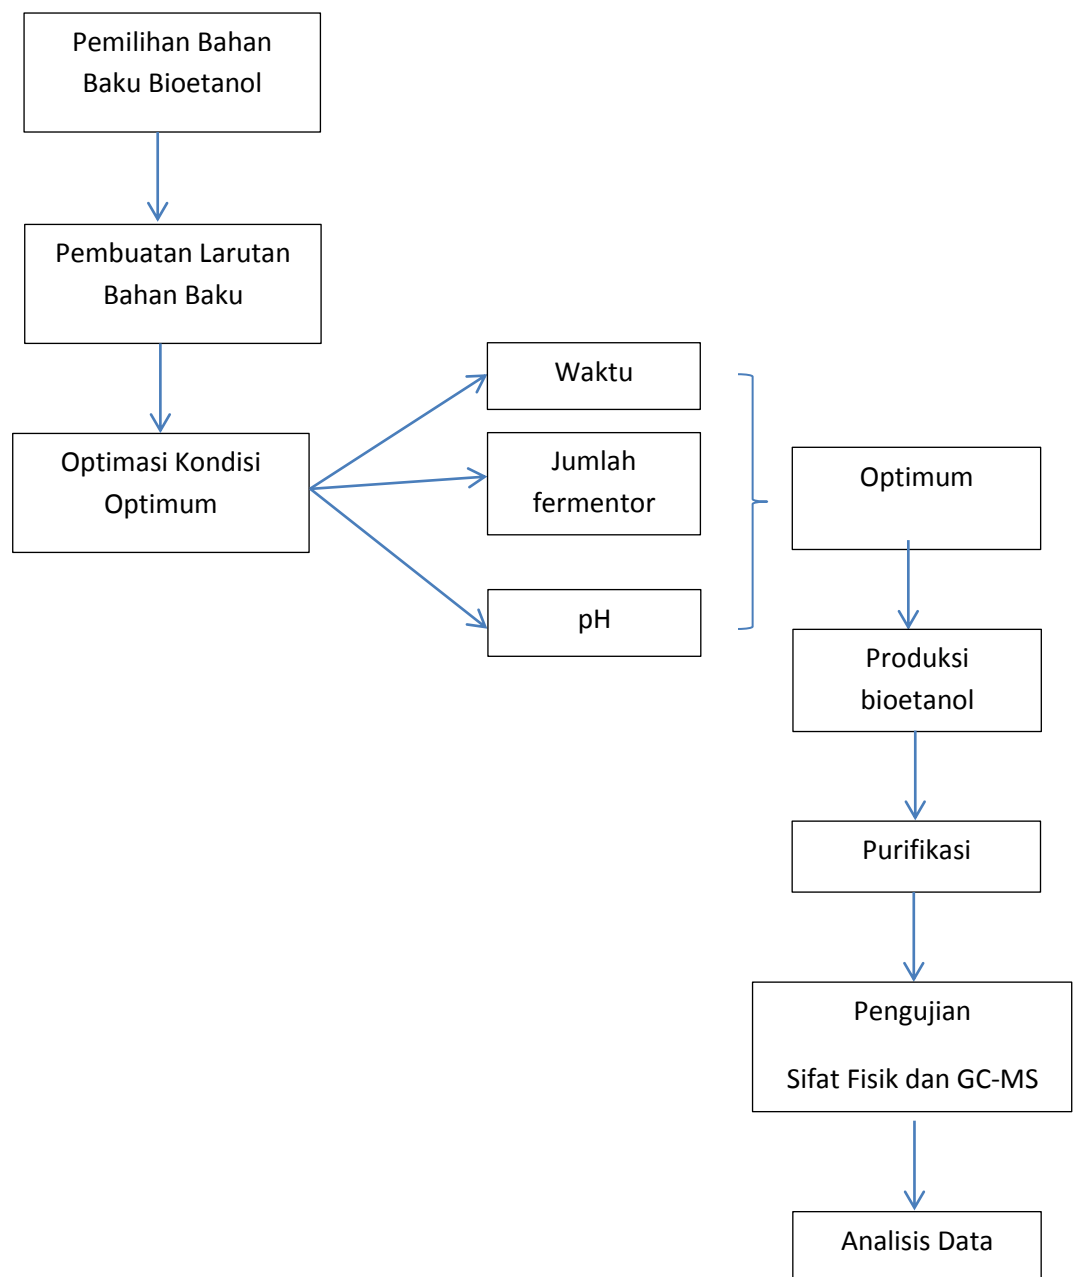 Pemilihan Bahan
Baku Bioetanol
Pembuatan Larutan
Bahan Baku
Optimasi Kondisi
Optimum
Waktu
Jumlah
fermentor
pH
Optimum
Produksi
bioetanol
Purifikasi
Pengujian
Sifat Fisik dan GC-MS
Analisis Data